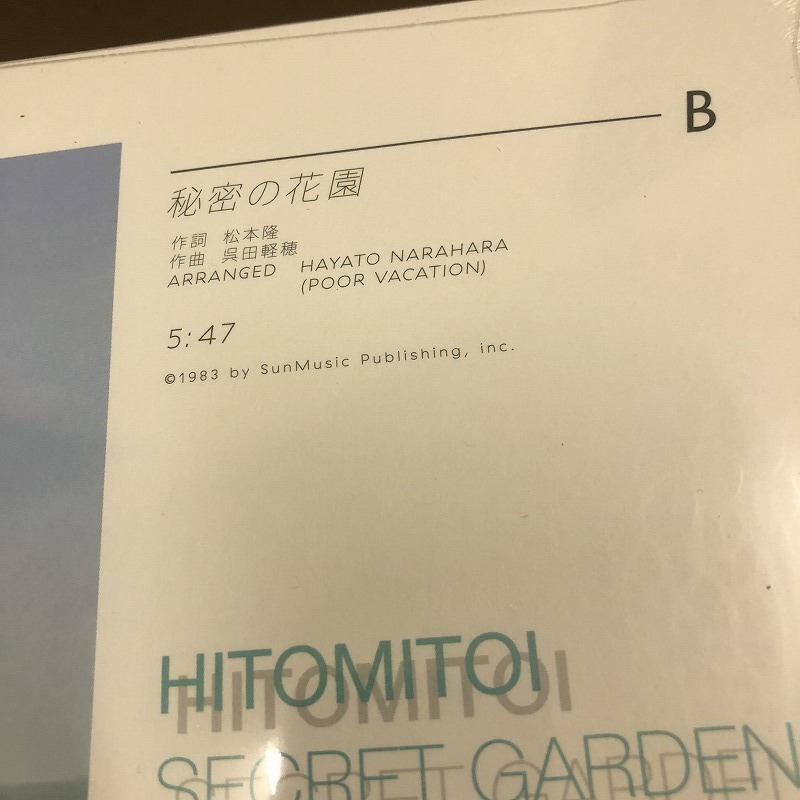 B
秘密の花園
作詞 松本隆
作曲 呉田軽穂
ARRANGED HAYATO NARAHARA
(POOR VACATION)
5:47
©1983 by SunMusic Publishing, inc.
HITOMITOI
SECRET GARDEN